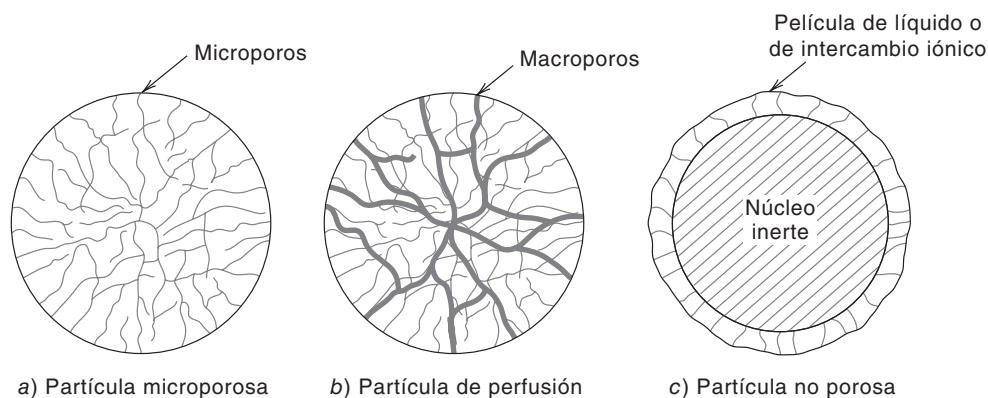 Microporos
Macroporos
Película de líquido o
de intercambio iónico
Núcleo
inerte
a) Partícula microporosa
b) Partícula de perfusión
c) Partícula no porosa